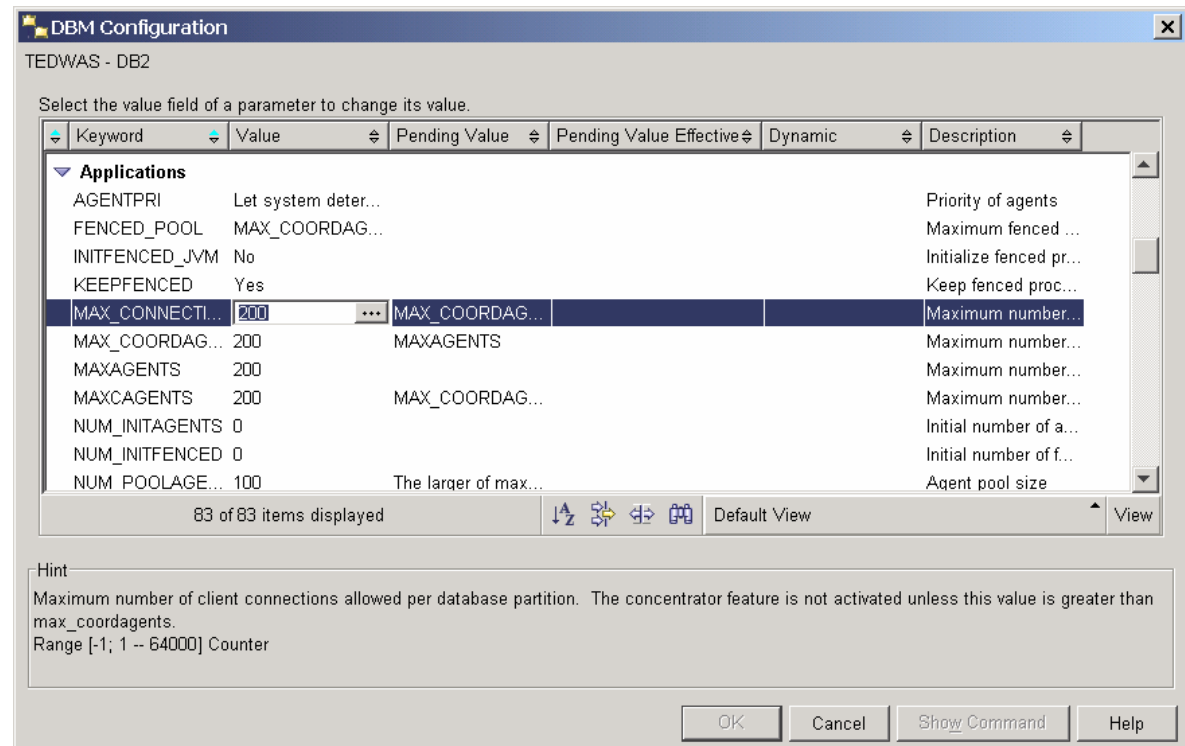 DBM Configuration
TEDWAS - DB2
Select the value field of a parameter to change its value.
Keyword Value Pending Value Pending Value Effective Dynamic Description
Applications
AGENTPRI Let system deter... Priority of agents
FENCED_POOL MAX_COORDAG... Maximum fenced ...
INITFENCED_JVM No Initialize fenced pr...
KEEPFENCED Yes Keep fenced proc...
MAX_CONNECTI... 200 ... MAX_COORDAG... Maximum number...
MAX_COORDAG... 200 MAXAGENTS Maximum number...
MAXAGENTS 200 Maximum number...
MAXCAGENTS 200 MAX_COORDAG... Maximum number...
NUM_INITAGENTS 0 Initial number of a...
NUM_INITFENCED 0 Initial number of f...
NUM_POOLAGE... 100 The larger of max... Agent pool size
83 of 83 items displayed Default View View
Hint
Maximum number of client connections allowed per database partition. The concentrator feature is not activated unless this value is greater than
max_coordagents.
Range [-1; 1 -- 64000] Counter
OK Cancel Show Command Help